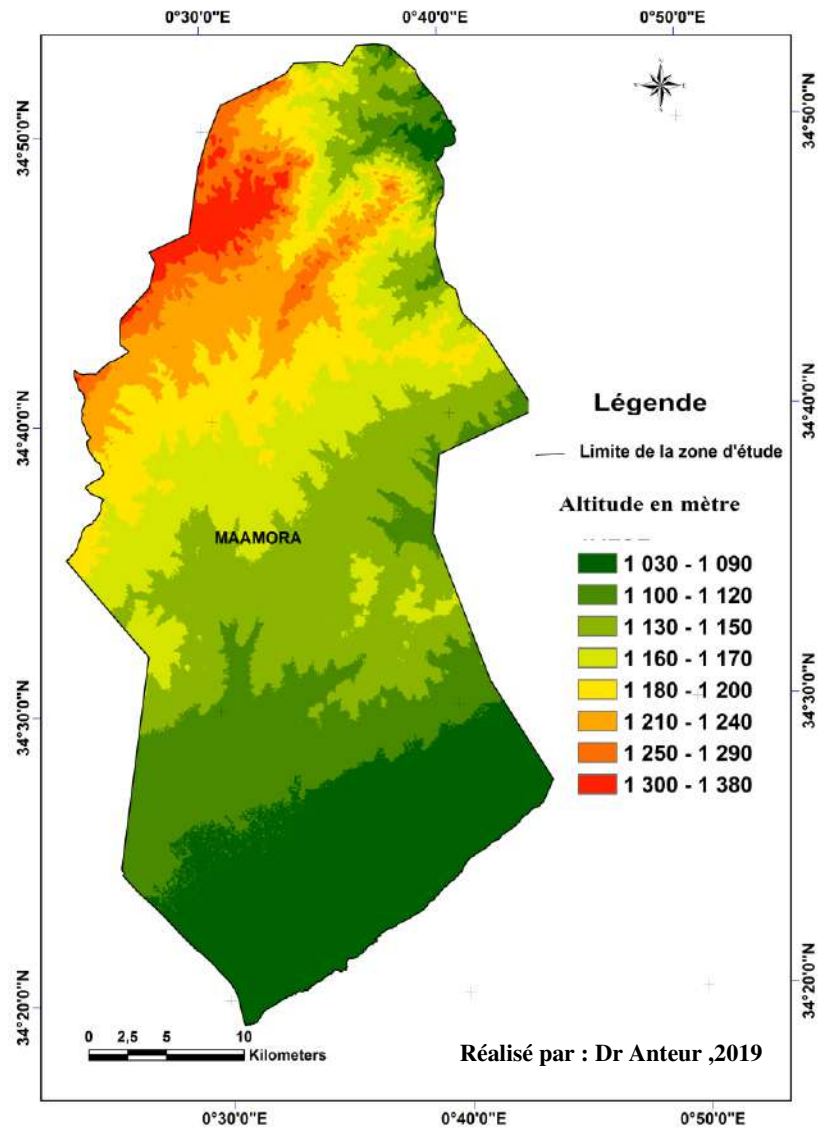 0°30'0"E 0°40'0"E 0°50'0"E
34°50'0"N
34°50'0"N
34°40'0"N
34°40'0"N
34°30'0"N
34°30'0"N
34°20'0"N
34°20'0"N
MAAMORA
Légende
Limite de la zone d'étude
Altitude en mètre
1 030 - 1 090
1 100 - 1 120
1 130 - 1 150
1 160 - 1 170
1 180 - 1 200
1 210 - 1 240
1 250 - 1 290
1 300 - 1 380
0 2,5 5 10
Kilometers
Réalisé par : Dr Anteur ,2019
0°30'0"E 0°40'0"E 0°50'0"E